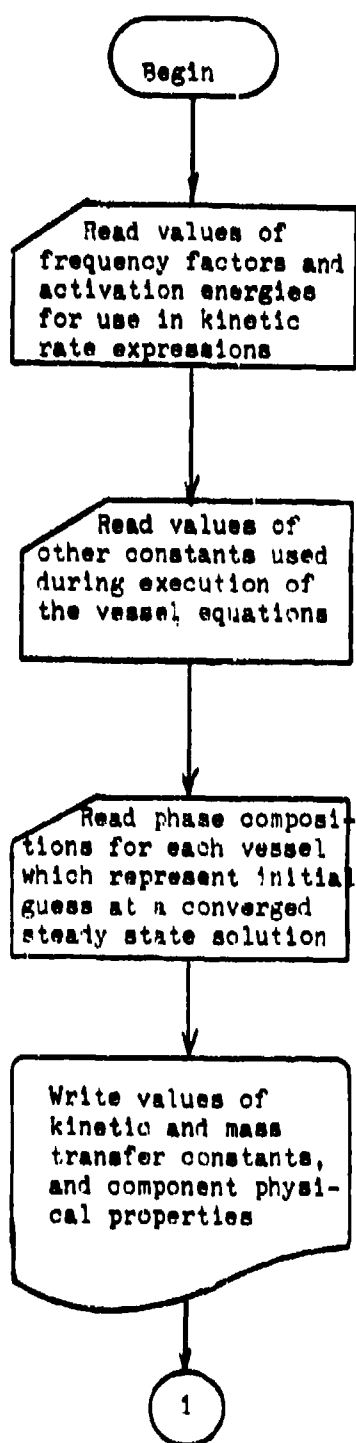 Begin
Read values of
frequency factors and
activation energies
for use in kinetic
rate expressions
Read values of
other constants used
during execution of
the vessel equations
Read phase composi-
tions for each vessel
which represent initial
guess at a converged
steady state solution
Write values of
kinetic and mass
transfer constants,
and component physi-
cal properties
1